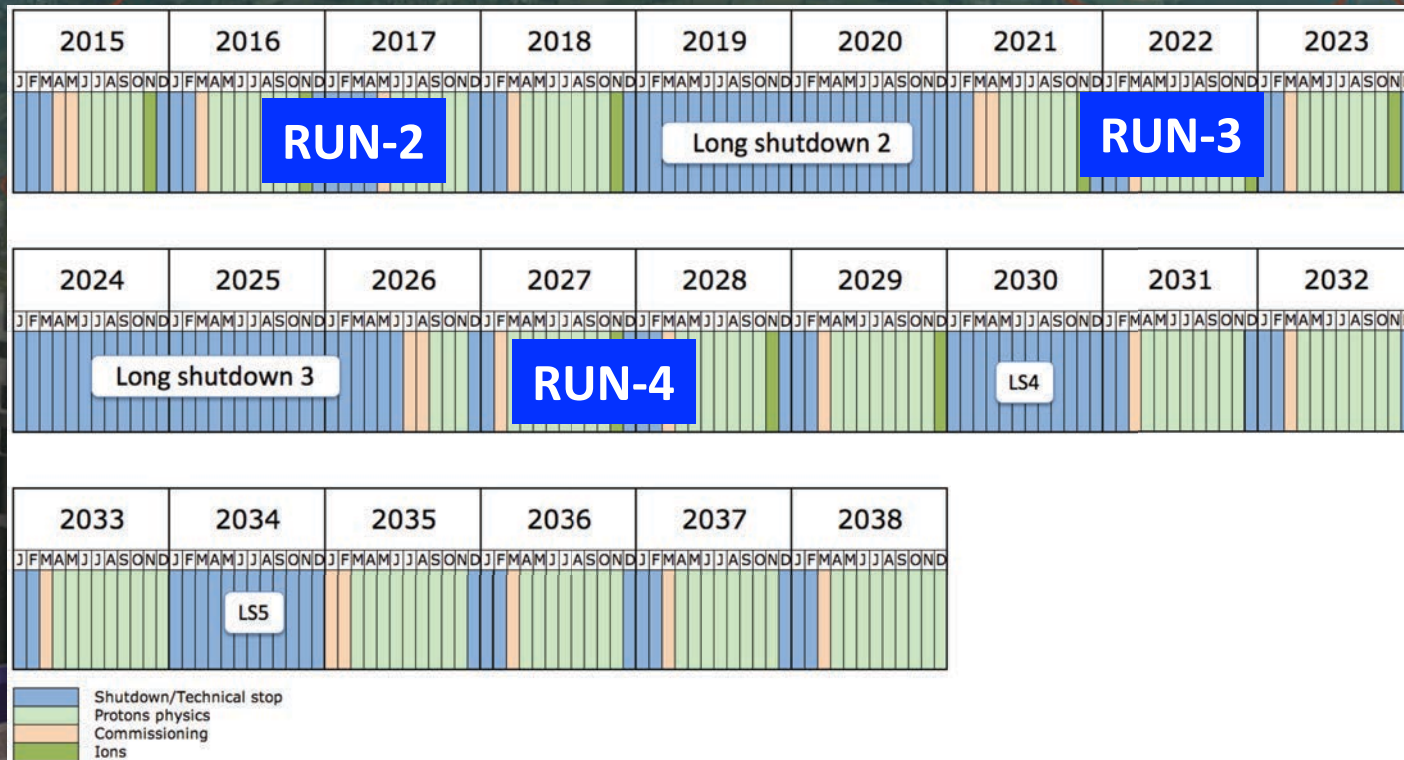 2015 2016 2017 2018 2019 2020 2021 2022 2023
J F M A M J J A S O N D J F M A M J J A S O N D J F M A M J J A S O N D J F M A M J J A S O N D J F M A M J J A S O N D J F M A M J J A S O N D J F M A M J J A S O N D J F M A M J J A S O N D J F M A M J J A S O N
RUN-2 Long shutdown 2 RUN-3
2024 2025 2026 2027 2028 2029 2030 2031 2032
J F M A M J J A S O N D J F M A M J J A S O N D J F M A M J J A S O N D J F M A M J J A S O N D J F M A M J J A S O N D J F M A M J J A S O N D J F M A M J J A S O N D J F M A M J J A S O N D J F M A M J J A S O N
Long shutdown 3 RUN-4 LS4
2033 2034 2035 2036 2037 2038
J F M A M J J A S O N D J F M A M J J A S O N D J F M A M J J A S O N D J F M A M J J A S O N D J F M A M J J A S O N D J F M A M J J A S O N D
LS5
Shutdown/Technical stop
Protons physics
Commissioning
Ions